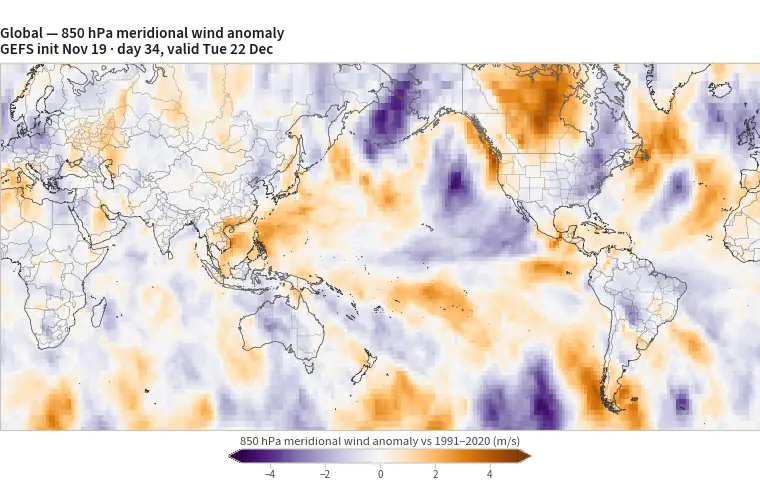 Global — 850 hPa meridional wind anomaly
GEFS init Nov 19 · day 34, valid Tue 22 Dec
850 hPa meridional wind anomaly vs 1991–2020 (m/s)
−4 −2 0 2 4